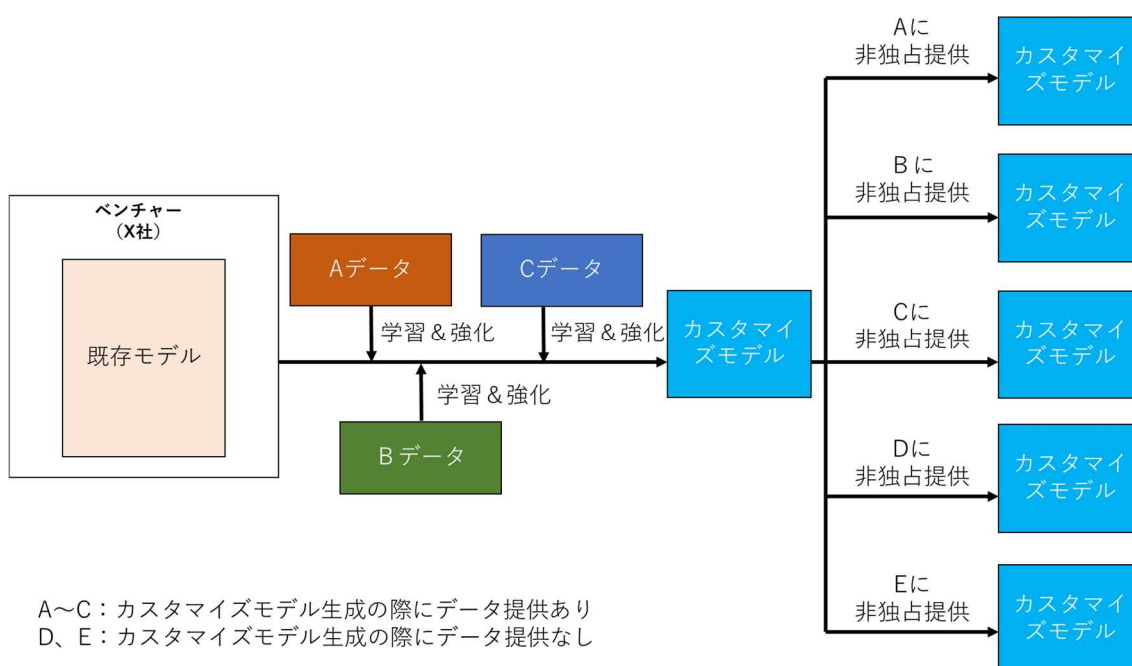 ベンチャー
（X社）
既存モデル
Aデータ
学習＆強化
Bデータ
学習＆強化
Cデータ
学習＆強化
カスタマイ
ズモデル
Aに
非独占提供
カスタマイ
ズモデル
Bに
非独占提供
カスタマイ
ズモデル
Cに
非独占提供
カスタマイ
ズモデル
Dに
非独占提供
カスタマイ
ズモデル
Eに
非独占提供
カスタマイ
ズモデル
A～C：カスタマイズモデル生成の際にデータ提供あり
D、E：カスタマイズモデル生成の際にデータ提供なし